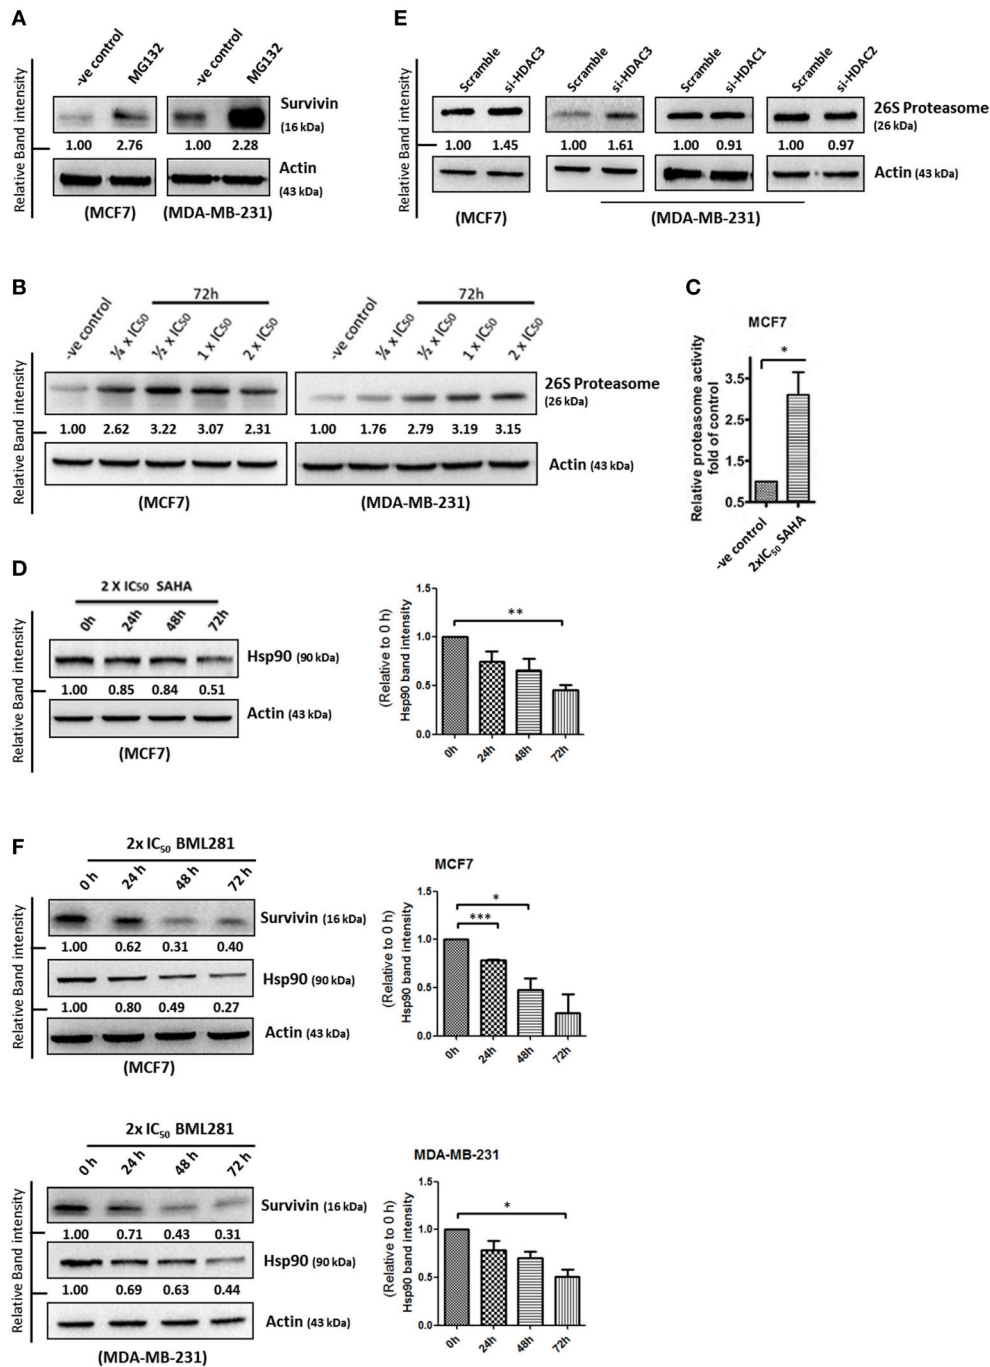 A
-ve control
MG132
-ve control
MG132
Relative Band intensity
Survivin
(16 kDa)
1.00 2.76 1.00 2.28
Actin
(43 kDa)
(MCF7) (MDA-MB-231)
E
Scramble
si-HDAC3
Scramble
si-HDAC3
Scramble
si-HDAC1
Scramble
si-HDAC2
Relative Band intensity
26S Proteasome
(26 kDa)
1.00 1.45 1.00 1.61 1.00 0.91 1.00 0.97
Actin (43 kDa)
(MCF7) (MDA-MB-231)
B
72h
-ve control
¼ x IC50
½ x IC50
1 x IC50
2 x IC50
72h
-ve control
¼ x IC50
½ x IC50
1 x IC50
2 x IC50
Relative Band intensity
26S Proteasome
(26 kDa)
1.00 2.62 3.22 3.07 2.31 1.00 1.76 2.79 3.19 3.15
Actin (43 kDa)
(MCF7) (MDA-MB-231)
C
MCF7
*
Relative proteasome activity
fold of control
3.5
2.5
1.5
0.5
-ve control
2xIC50 SAHA
D
2 X IC50 SAHA
0h
24h
48h
72h
Relative Band intensity
Hsp90 (90 kDa)
1.00 0.85 0.84 0.51
Actin (43 kDa)
(MCF7)
(Relative to 0 h)
Hsp90 band intensity
1.5
1.0
0.5
0.0
**
0h
24h
48h
72h
F
2x IC50 BML281
0 h
24 h
48 h
72 h
Relative Band intensity
Survivin (16 kDa)
1.00 0.62 0.31 0.40
Hsp90 (90 kDa)
1.00 0.80 0.49 0.27
Actin (43 kDa)
(MCF7)
MCF7
(Relative to 0 h)
Hsp90 band intensity
1.5
1.0
0.5
0.0
*
***
0h
24h
48h
72h
2x IC50 BML281
0 h
24 h
48 h
72 h
Relative Band intensity
Survivin (16 kDa)
1.00 0.71 0.43 0.31
Hsp90 (90 kDa)
1.00 0.69 0.63 0.44
Actin (43 kDa)
(MDA-MB-231)
MDA-MB-231
(Relative to 0 h)
Hsp90 band intensity
1.5
1.0
0.5
0.0
*
0h
24h
48h
72h